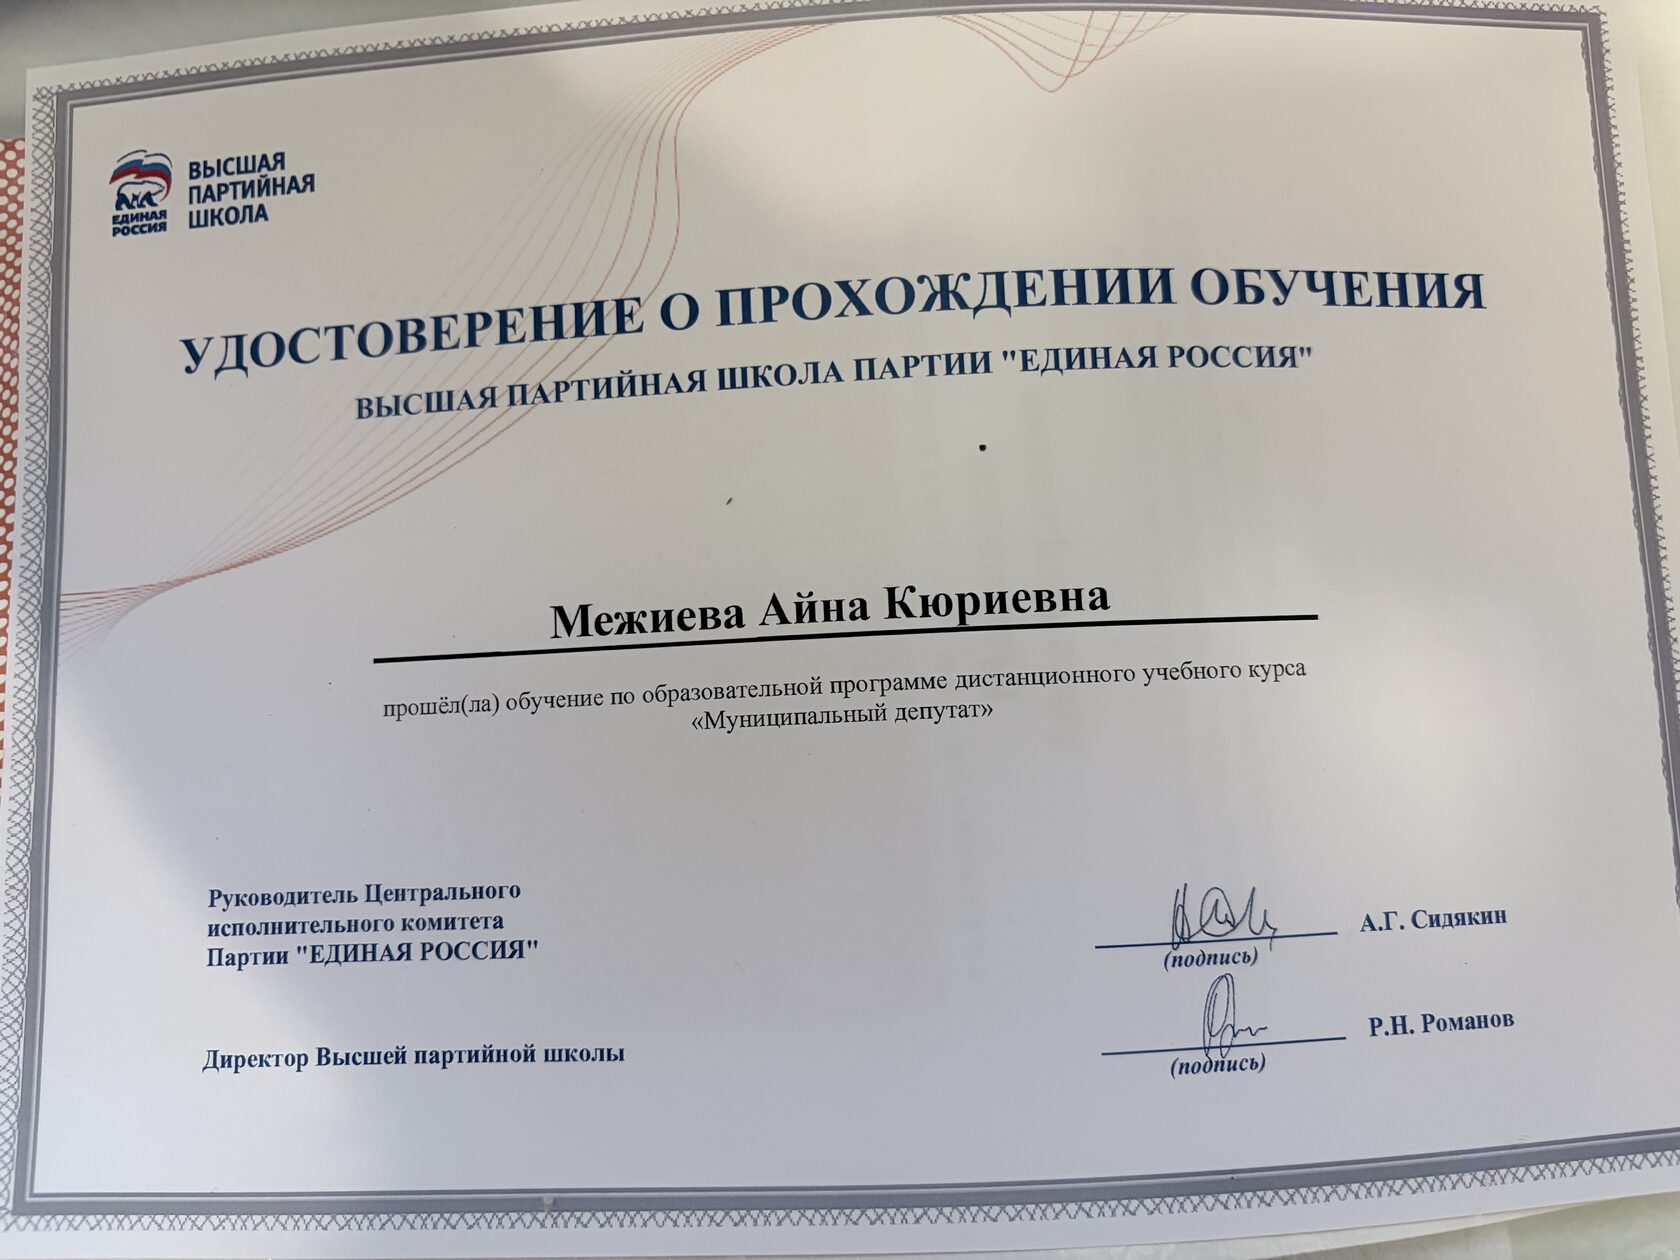 ЕДИНАЯ
РОССИЯ
ВЫСШАЯ
ПАРТИЙНАЯ
ШКОЛА
УДОСТОВЕРЕНИЕ О ПРОХОЖДЕНИИ ОБУЧЕНИЯ
ВЫСШАЯ ПАРТИЙНАЯ ШКОЛА ПАРТИИ "ЕДИНАЯ РОССИЯ"
Межиева Айна Кюриевна
прошёл(ла) обучение по образовательной программе дистанционного учебного курса
«Муниципальный депутат»
Руководитель Центрального
исполнительного комитета
Партии "ЕДИНАЯ РОССИЯ"
А.Г. Сидякин
(подпись)
Директор Высшей партийной школы
Р.Н. Романов
(подпись)